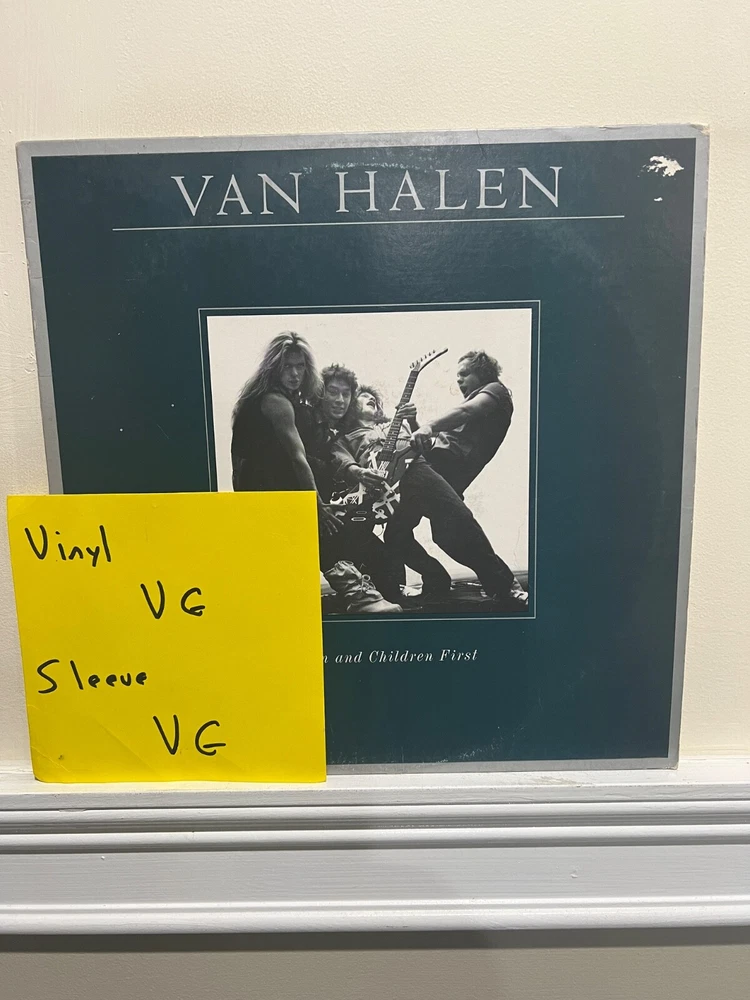 VAN HALEN
n and Children First
Vinyl
VG
Sleeve
VG